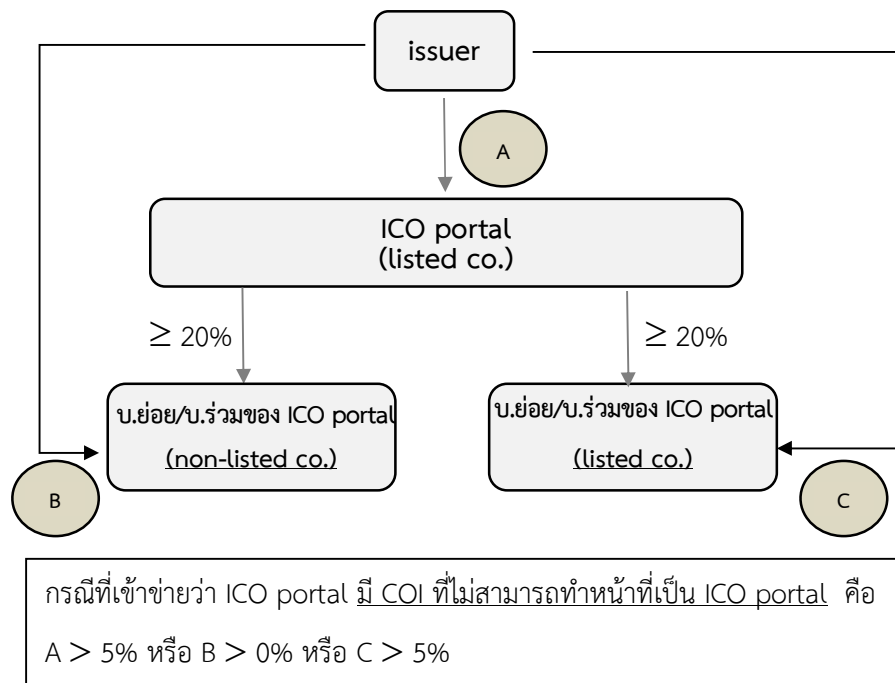 issuer
A
ICO portal
(listed co.)
≥ 20%
≥ 20%
บ.ย่อย/บ.ร่วมของ ICO portal
(non-listed co.)
บ.ย่อย/บ.ร่วมของ ICO portal
(listed co.)
B
C
กรณีที่เข้าข่ายว่า ICO portal มี COI ที่ไม่สามารถทำหน้าที่เป็น ICO portal คือ
A > 5% หรือ B > 0% หรือ C > 5%